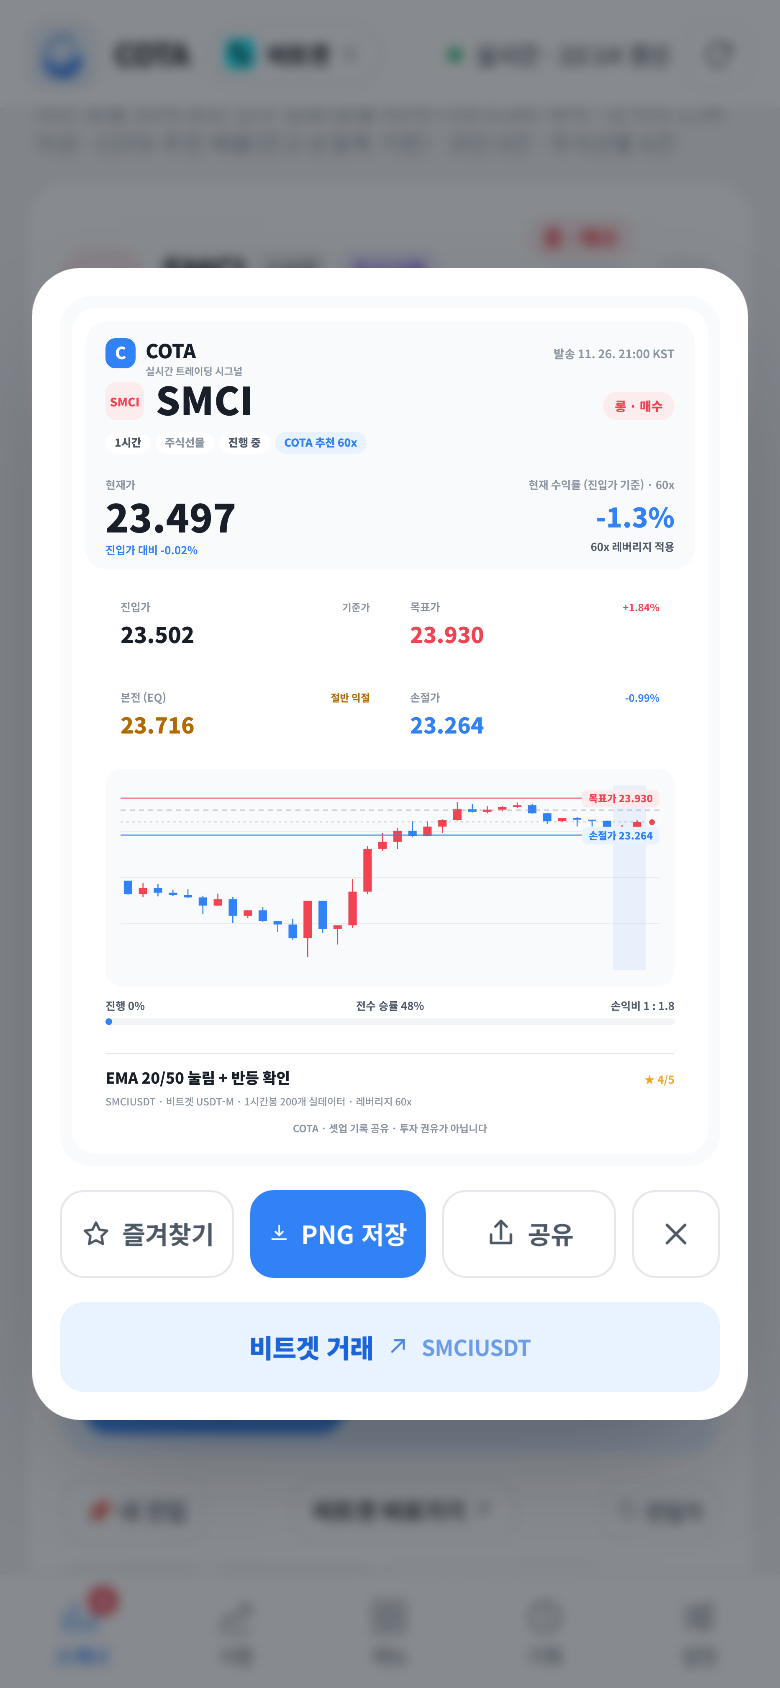 COTA
C
COTA
실시간 트레이딩 시그널
발송 11. 26. 21:00 KST
SMCI
SMCI
롱 · 매수
1시간
주식선물
진행 중
COTA 추천 60x
현재가
현재 수익률 (진입가 기준) · 60x
23.497
-1.3%
진입가 대비 -0.02%
60x 레버리지 적용
진입가
기준가
목표가
+1.84%
23.502
23.930
본전 (EQ)
절반 익절
손절가
-0.99%
23.716
23.264
목표가 23.930
손절가 23.264
진행 0%
전수 승률 48%
손익비 1 : 1.8
EMA 20/50 눌림 + 반등 확인
★ 4/5
SMCIUSDT · 비트겟 USDT-M · 1시간봉 200개 실데이터 · 레버리지 60x
COTA · 셋업 기록 공유 · 투자 권유가 아닙니다
즐겨찾기
PNG 저장
공유
비트겟 거래 ↗ SMCIUSDT